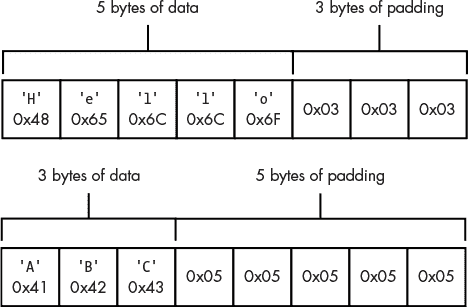 5 bytes of data 3 bytes of padding
'H' 'e' 'l' 'l' 'o'
0x48 0x65 0x6C 0x6C 0x6F 0x03 0x03 0x03
3 bytes of data 5 bytes of padding
'A' 'B' 'C'
0x41 0x42 0x43 0x05 0x05 0x05 0x05 0x05